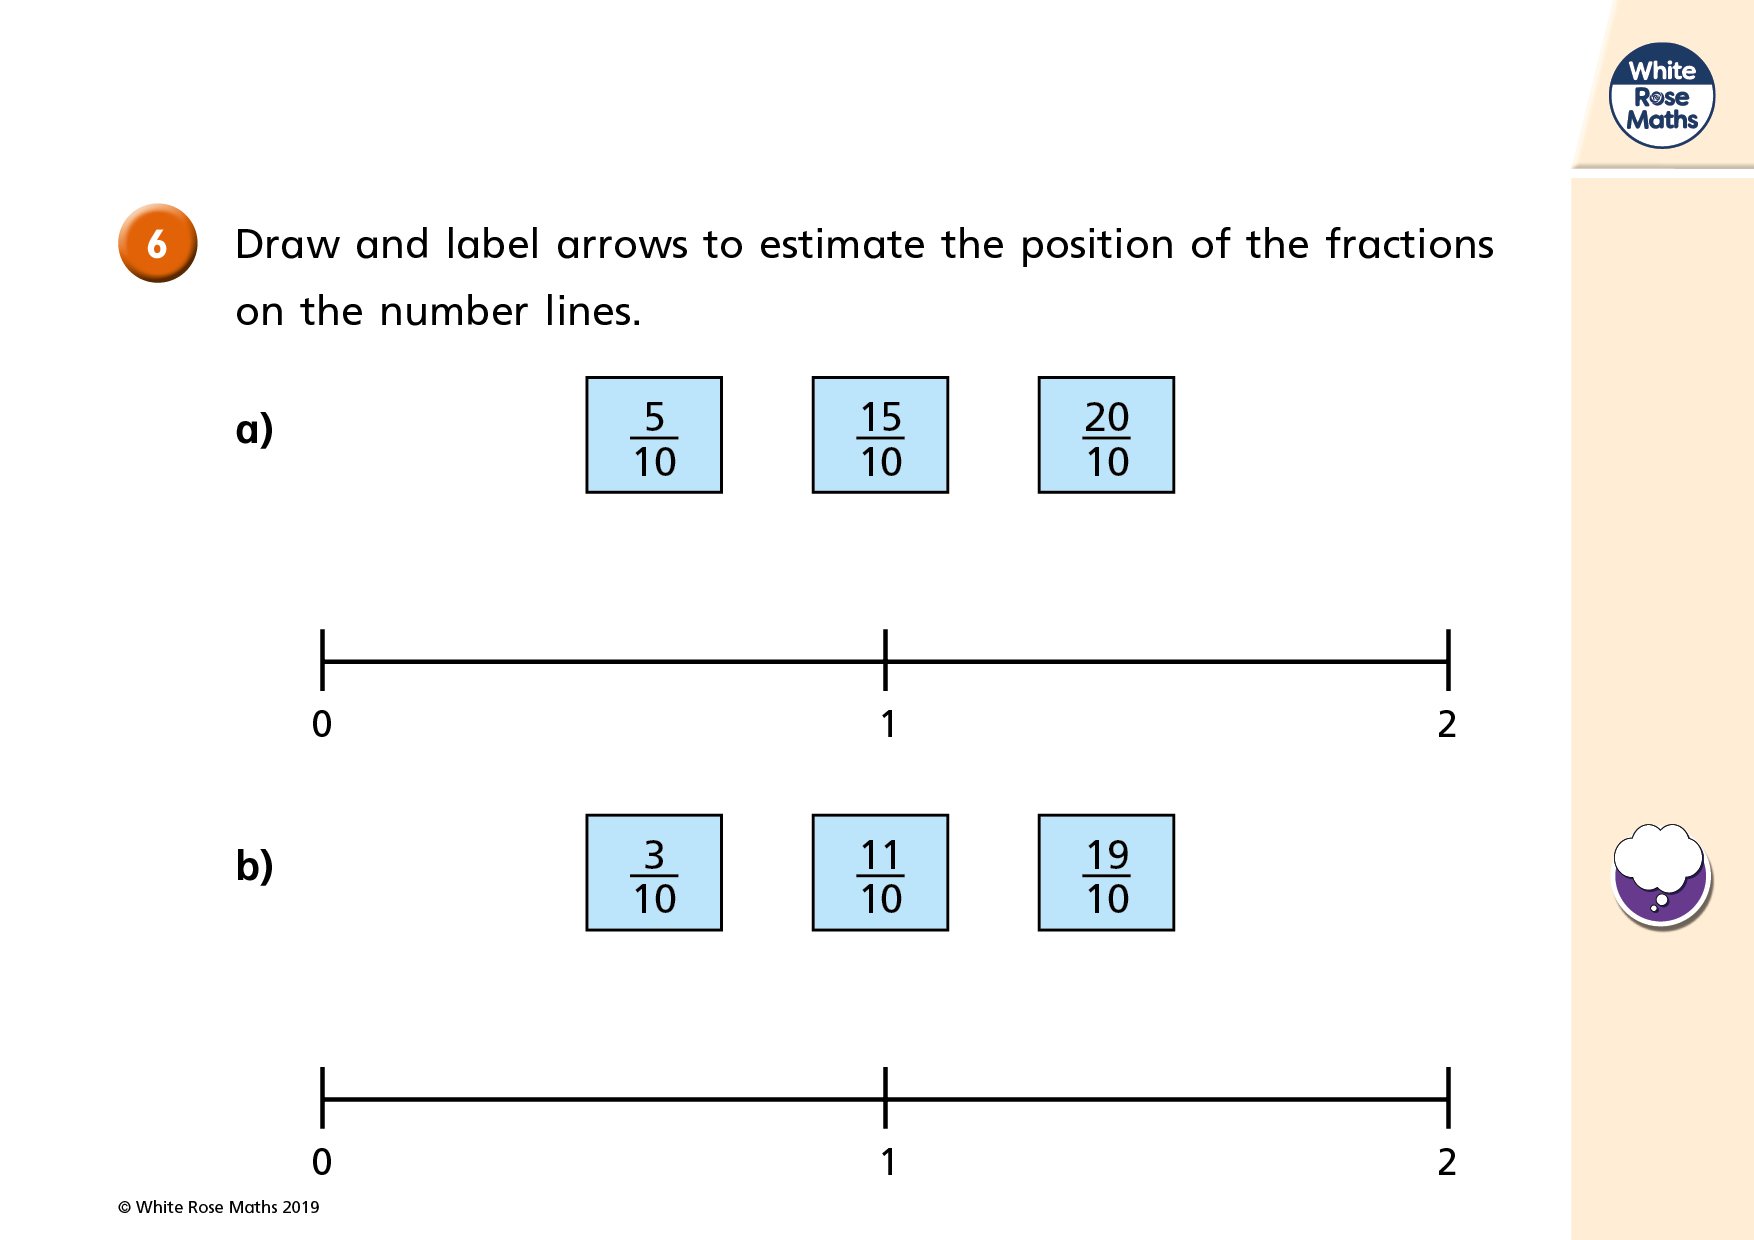 White
Rose
Maths
6
Draw and label arrows to estimate the position of the fractions
on the number lines.
a)
5/10 15/10 20/10
0 1 2
b)
3/10 11/10 19/10
0 1 2
© White Rose Maths 2019